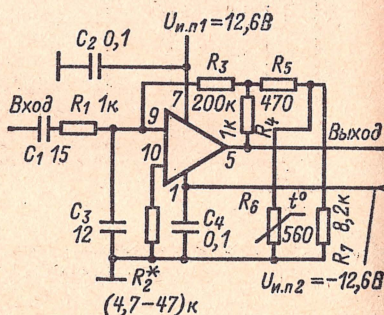 Uи.п1=12,6В
C2 0,1
R3
R5
Вход
R1 1к
7
200к
470
9
1к
R4
Выход
C1 15
10
5
1
R6
t°
C3
12
C4
0,1
560
8,2к
R7
R2*
Uи.п2=-12,6В
(4,7-47)к